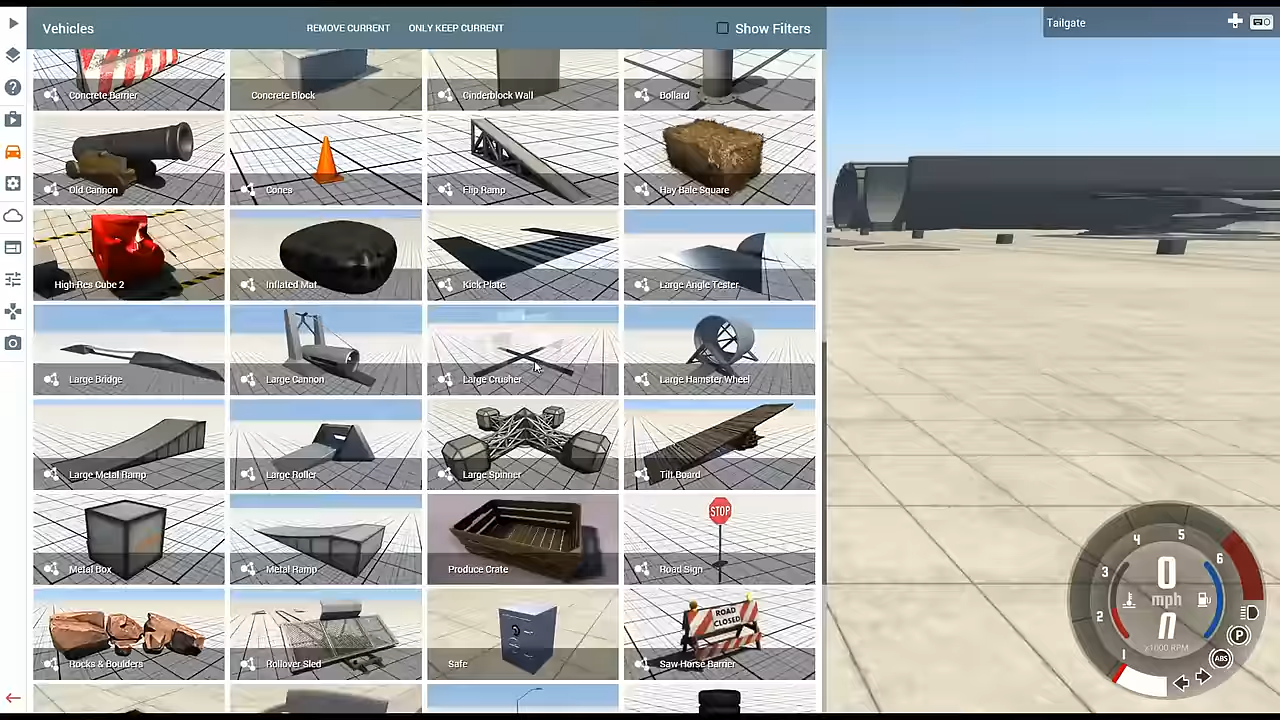 Vehicles
REMOVE CURRENT
ONLY KEEP CURRENT
Show Filters
Tailgate
Concrete Barrier
Concrete Block
Cinderblock Wall
Bollard
Old Cannon
Cones
Flip Ramp
Hay Bale Square
High Res Cube 2
Inflated Mat
Kick Plate
Large Angle Tester
Large Bridge
Large Cannon
Large Crusher
Large Hamster Wheel
Large Metal Ramp
Large Roller
Large Spinner
Tilt Board
STOP
Metal Box
Metal Ramp
Produce Crate
Road Sign
ROAD
CLOSED
Rocks & Boulders
Rollover Sled
Safe
Saw Horse Barrier
1
2
3
4
5
6
0
mph
n
x1000 RPM
P
ABS